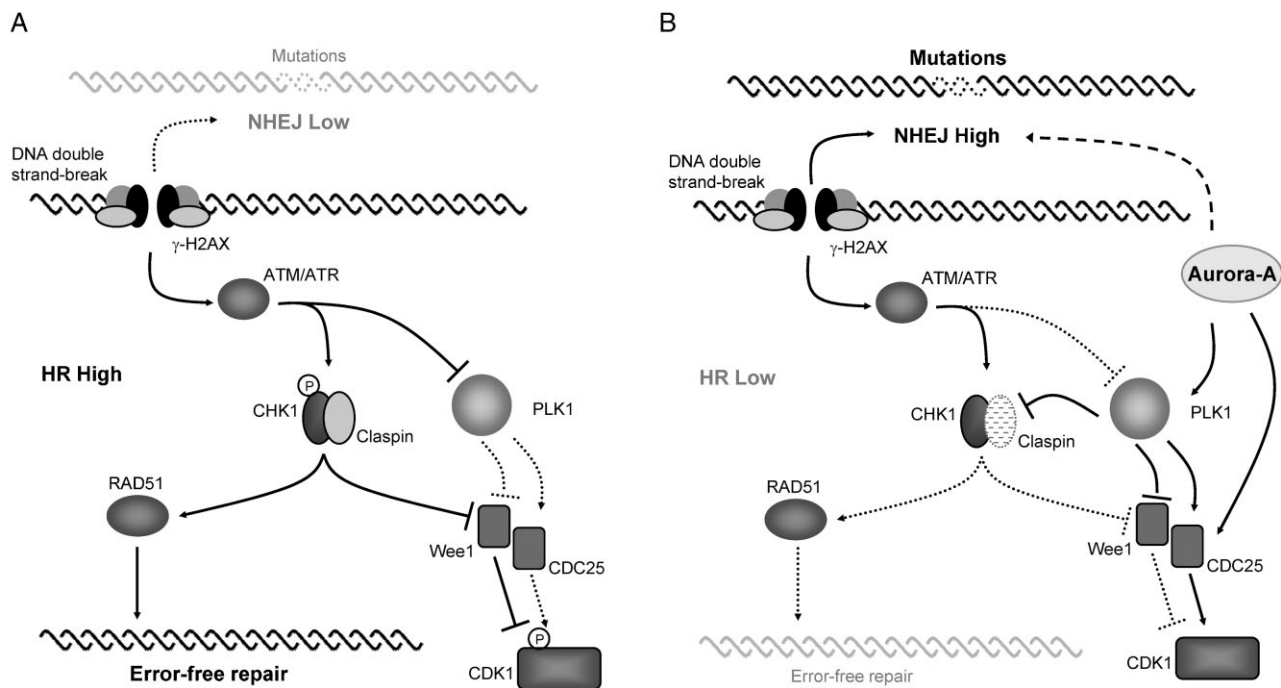 A
Mutations
NHEJ Low
DNA double
strand-break
γ-H2AX
ATM/ATR
HR High
P
CHK1
Claspin
PLK1
RAD51
Wee1
CDC25
P
CDK1
Error-free repair
B
Mutations
NHEJ High
DNA double
strand-break
γ-H2AX
Aurora-A
ATM/ATR
HR Low
CHK1
Claspin
PLK1
RAD51
Wee1
CDC25
CDK1
Error-free repair